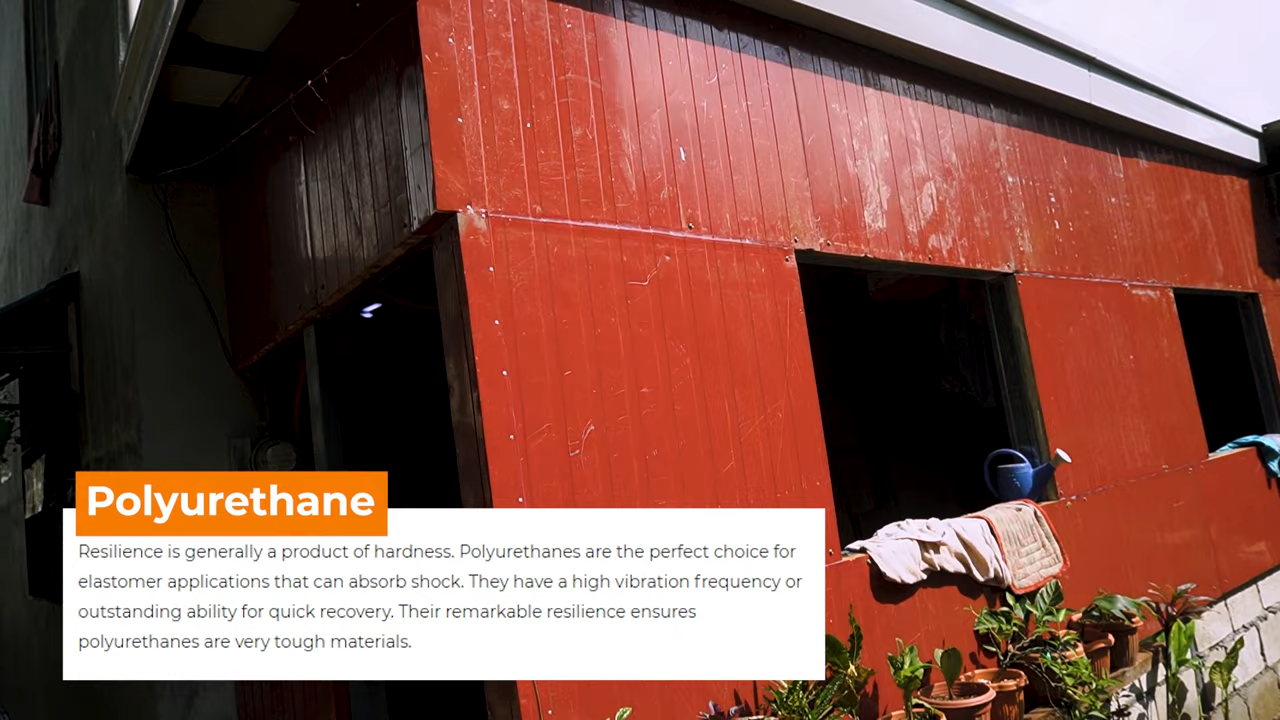 Polyurethane
Resilience is generally a product of hardness. Polyurethanes are the perfect choice for
elastomer applications that can absorb shock. They have a high vibration frequency or
outstanding ability for quick recovery. Their remarkable resilience ensures
polyurethanes are very tough materials.